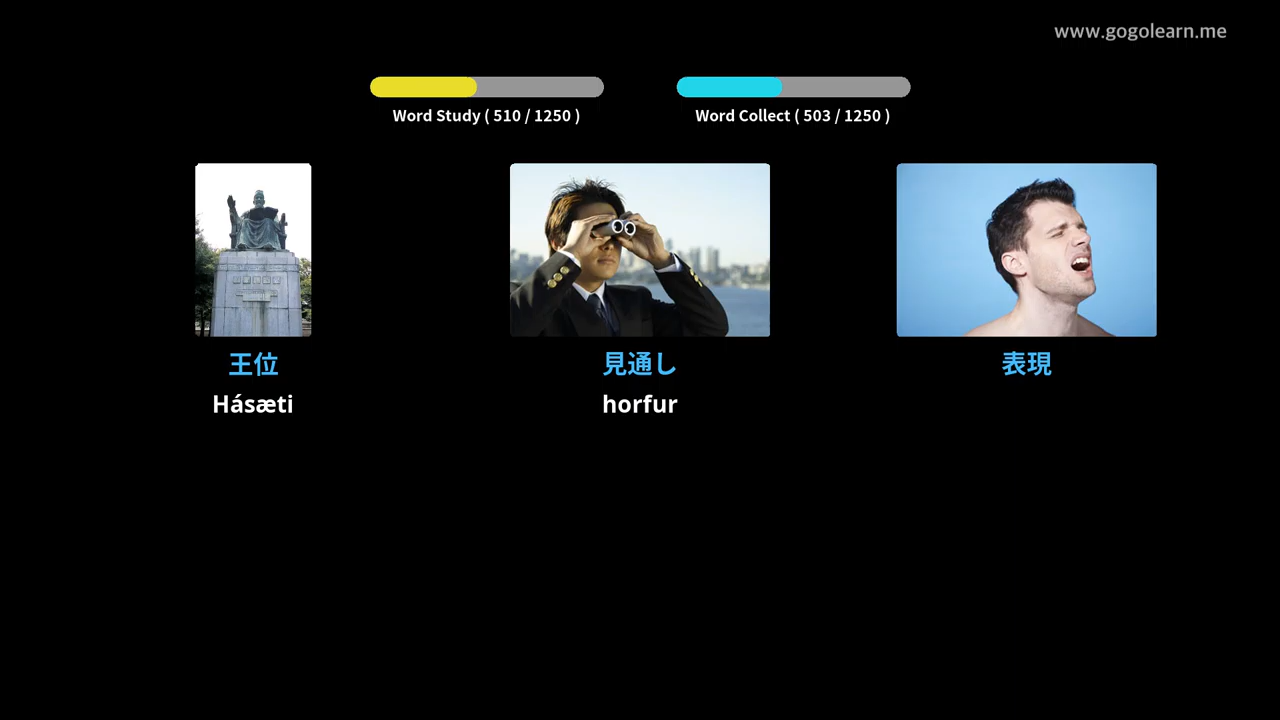 www.gogolearn.me
Word Study ( 510 / 1250 )
Word Collect ( 503 / 1250 )
王位
見通し
表現
Hásæti
horfur